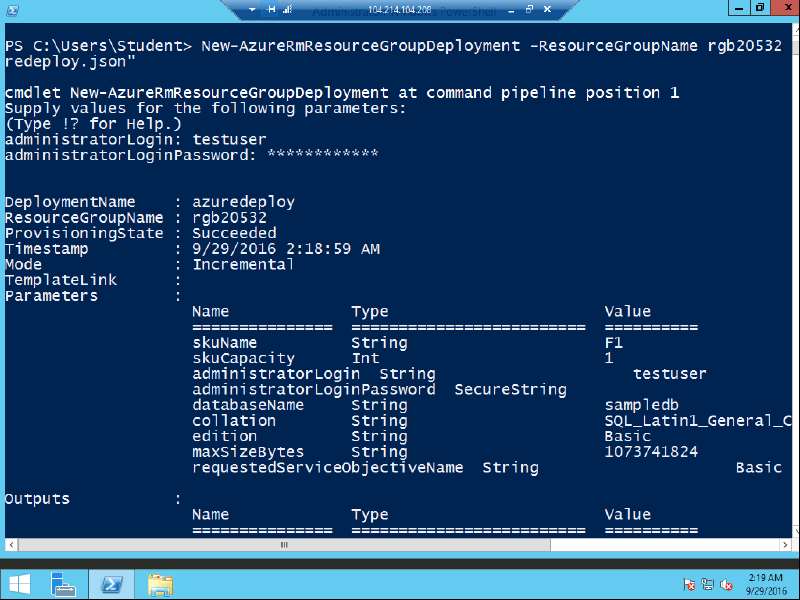 104.214.104.208
PS C:\Users\Student> New-AzureRmResourceGroupDeployment -ResourceGroupName rgb20532
redeploy.json"
cmdlet New-AzureRmResourceGroupDeployment at command pipeline position 1
Supply values for the following parameters:
(Type !? for Help.)
administratorLogin: testuser
administratorLoginPassword: ************
DeploymentName : azuredeploy
ResourceGroupName : rgb20532
ProvisioningState : Succeeded
Timestamp : 9/29/2016 2:18:59 AM
Mode : Incremental
TemplateLink :
Parameters :
Name Type Value
=============== ========================= ==========
skuName String F1
skuCapacity Int 1
administratorLogin String testuser
administratorLoginPassword SecureString
databaseName String sampledb
collation String SQL_Latin1_General_C
edition String Basic
maxSizeBytes String 1073741824
requestedServiceObjectiveName String Basic
Outputs :
Name Type Value
=============== ========================= ==========
2:19 AM
9/29/2016